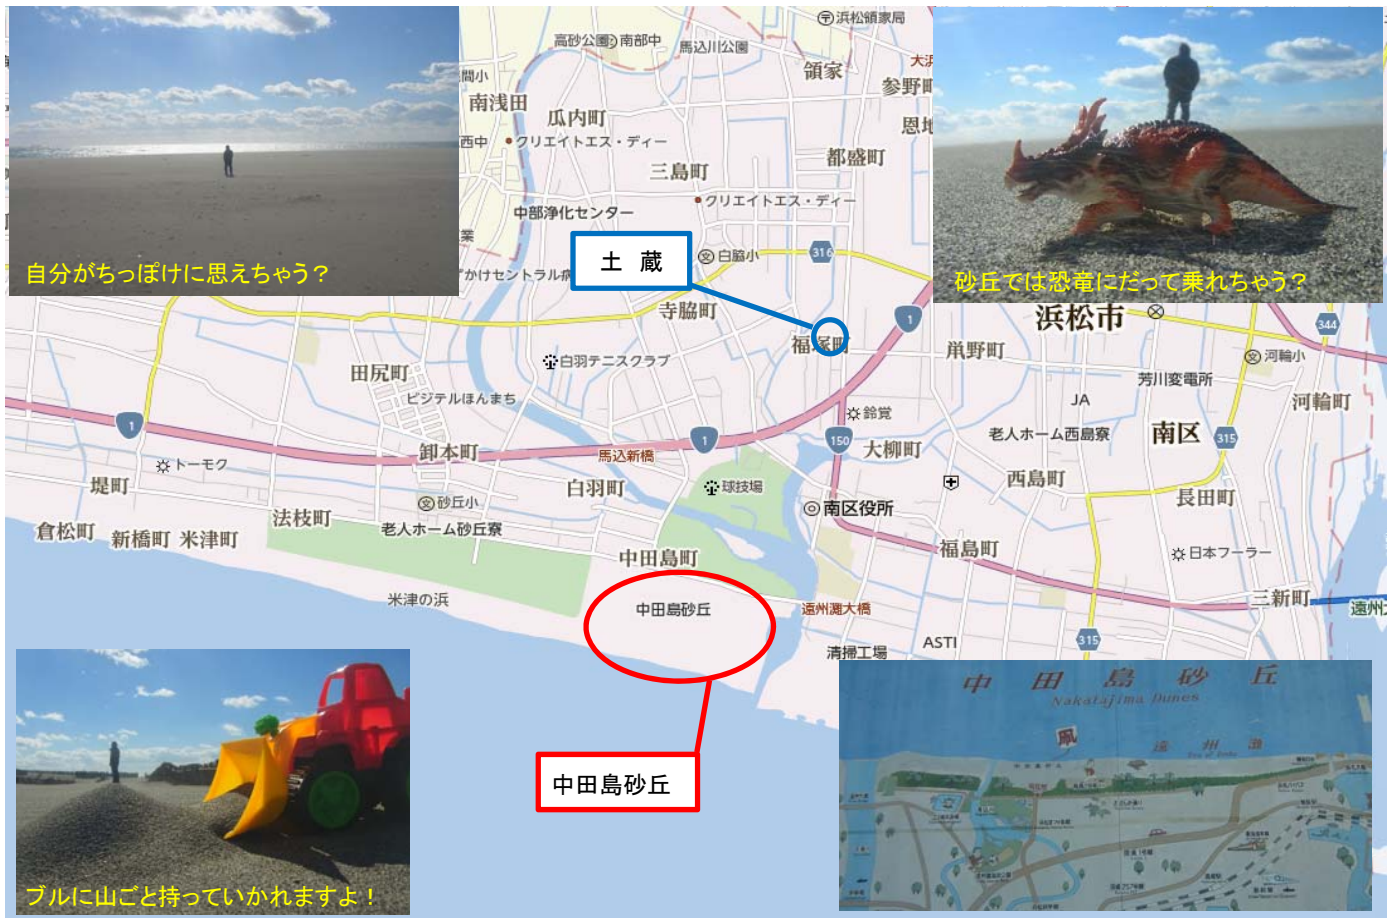 浜松領家局
高砂公園
南部中
馬込川公園
領家
大浜
参野町
南浅田
瓜内町
恩地
クリエイトエス・ディー
都盛町
三島町
クリエイトエス・ディー
中部浄化センター
土 蔵
白脇小
316
自分がちっぽけに思えちゃう?
砂丘では恐竜にだって乗れちゃう?
寺脇町
浜松市
1
344
福塚町
鼡野町
河輪小
白羽テニスクラブ
田尻町
芳川変電所
ビジテルほんまち
JA
河輪町
鈴覚
1
老人ホーム西島寮
南区
315
1
150
大柳町
卸本町
馬込新橋
トーモク
西島町
堤町
白羽町
球技場
長田町
砂丘小
南区役所
法枝町
倉松町
新橋町
米津町
老人ホーム砂丘寮
福島町
日本フーラー
中田島町
米津の浜
中田島砂丘
遠州灘大橋
三新町
315
ASTI
清掃工場
中田島砂丘
Nakatajima Dunes
凧
遠州灘
中田島砂丘
ブルに山ごと持っていかれますよ!